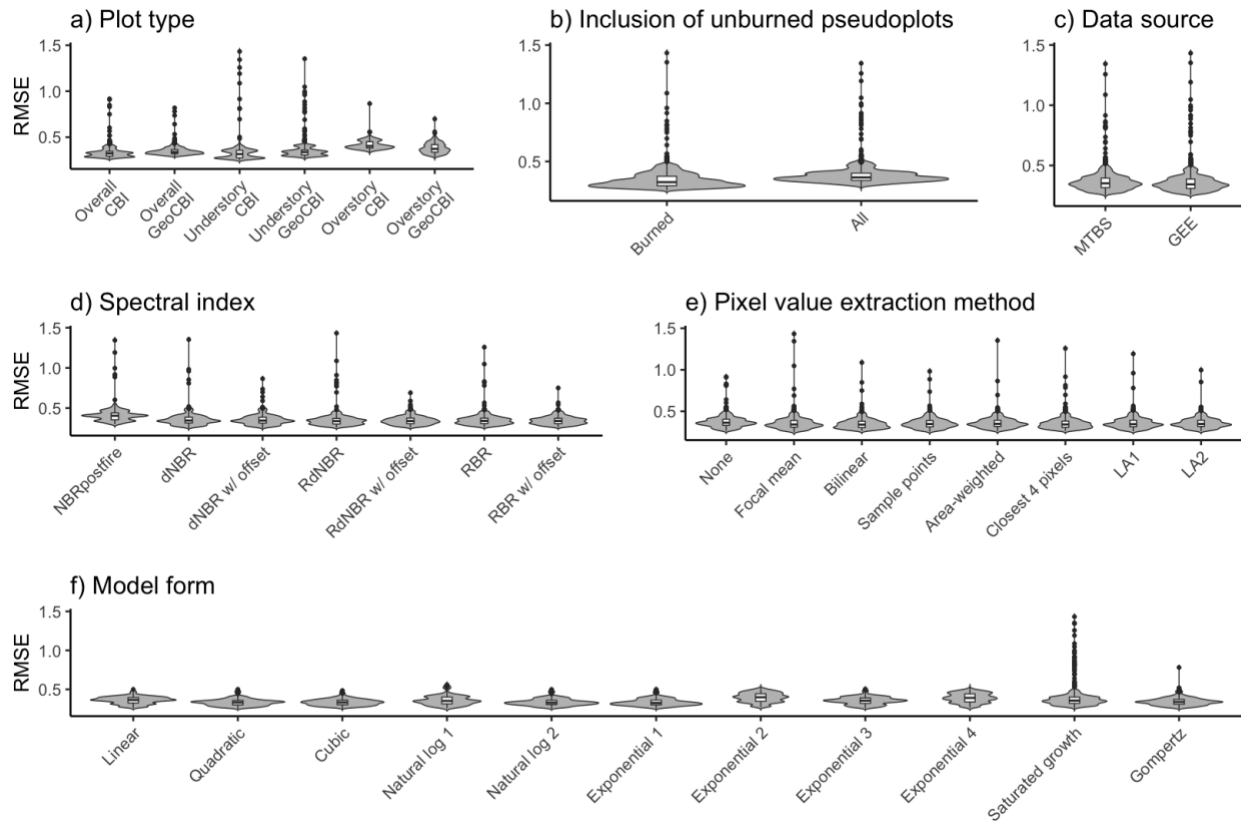 a) Plot type
b) Inclusion of unburned pseudoplots
c) Data source
RMSE
1.5
1.0
0.5
Overall CBI
Overall GeoCBI
Understory CBI
Understory GeoCBI
Overstory CBI
Overstory GeoCBI
1.5
1.0
0.5
Burned
All
1.5
1.0
0.5
MTBS
GEE
d) Spectral index
e) Pixel value extraction method
RMSE
1.5
1.0
0.5
NBRpostfire
dNBR
dNBR w/ offset
RdNBR
RdNBR w/ offset
RBR
RBR w/ offset
1.5
1.0
0.5
None
Focal mean
Bilinear
Sample points
Area-weighted
Closest 4 pixels
LA1
LA2
f) Model form
RMSE
1.5
1.0
0.5
Linear
Quadratic
Cubic
Natural log 1
Natural log 2
Exponential 1
Exponential 2
Exponential 3
Exponential 4
Saturated growth
Gompertz